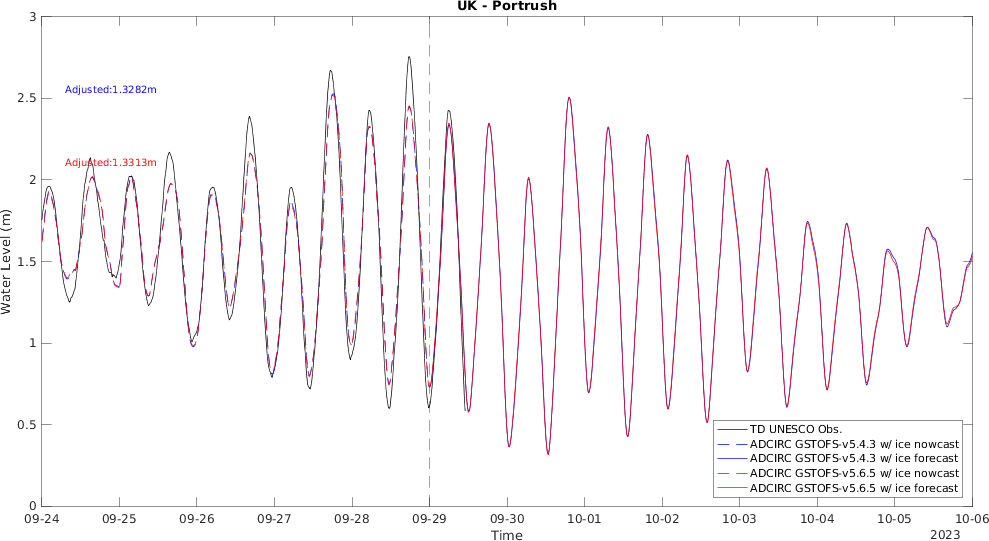 UK - Portrush
3
2.5
2
1.5
1
0.5
0
Water Level (m)
Adjusted:1.3282m
Adjusted:1.3313m
TD UNESCO Obs.
ADCIRC GSTOFS-v5.4.3 w/ ice nowcast
ADCIRC GSTOFS-v5.4.3 w/ ice forecast
ADCIRC GSTOFS-v5.6.5 w/ ice nowcast
ADCIRC GSTOFS-v5.6.5 w/ ice forecast
09-24 09-25 09-26 09-27 09-28 09-29 09-30 10-01 10-02 10-03 10-04 10-05 10-06
Time
2023